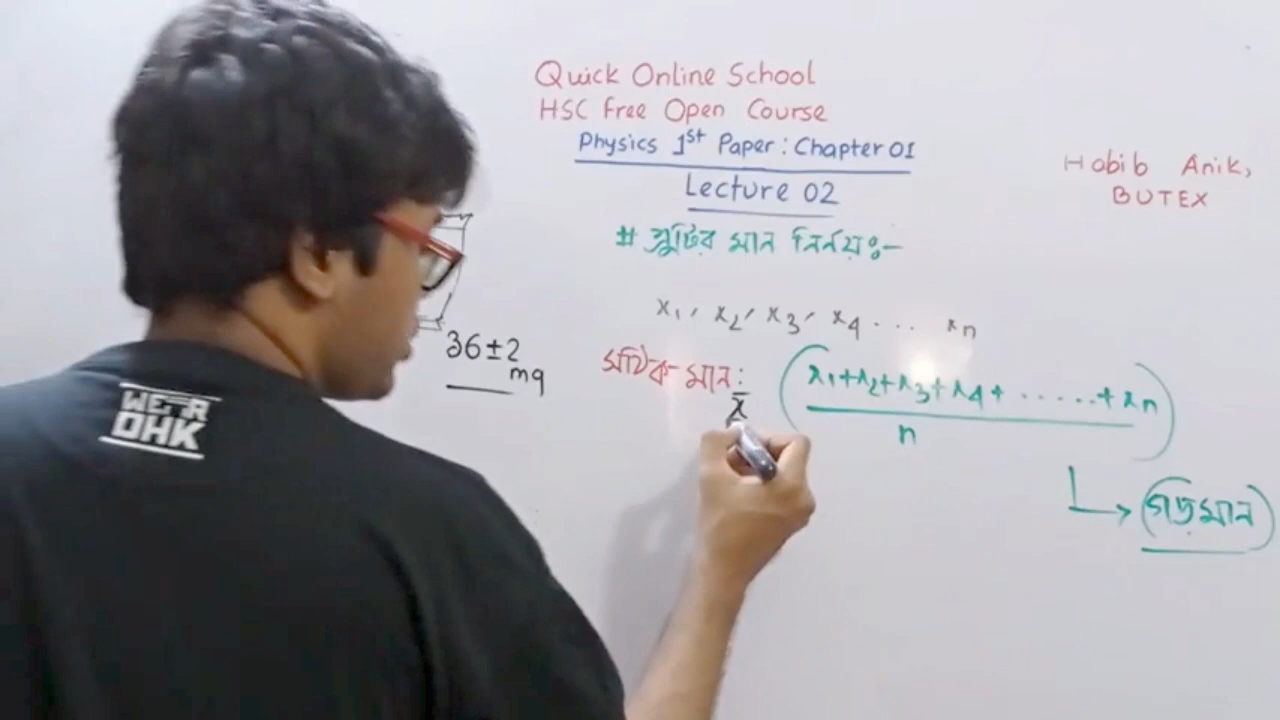 Quick Online School
HSC Free Open Course
Physics 1st Paper: Chapter 01
Lecture 02
Habib Anik,
BUTEX
# ত্রুটির মান নির্নয়ঃ-
x₁, x₂, x₃, x₄ .... xₙ
36±2
mg
সঠিক-মান:
x̄
(x₁+x₂+x₃+x₄+ ......+xₙ)
n
(গড়মান)
WE R
DHK